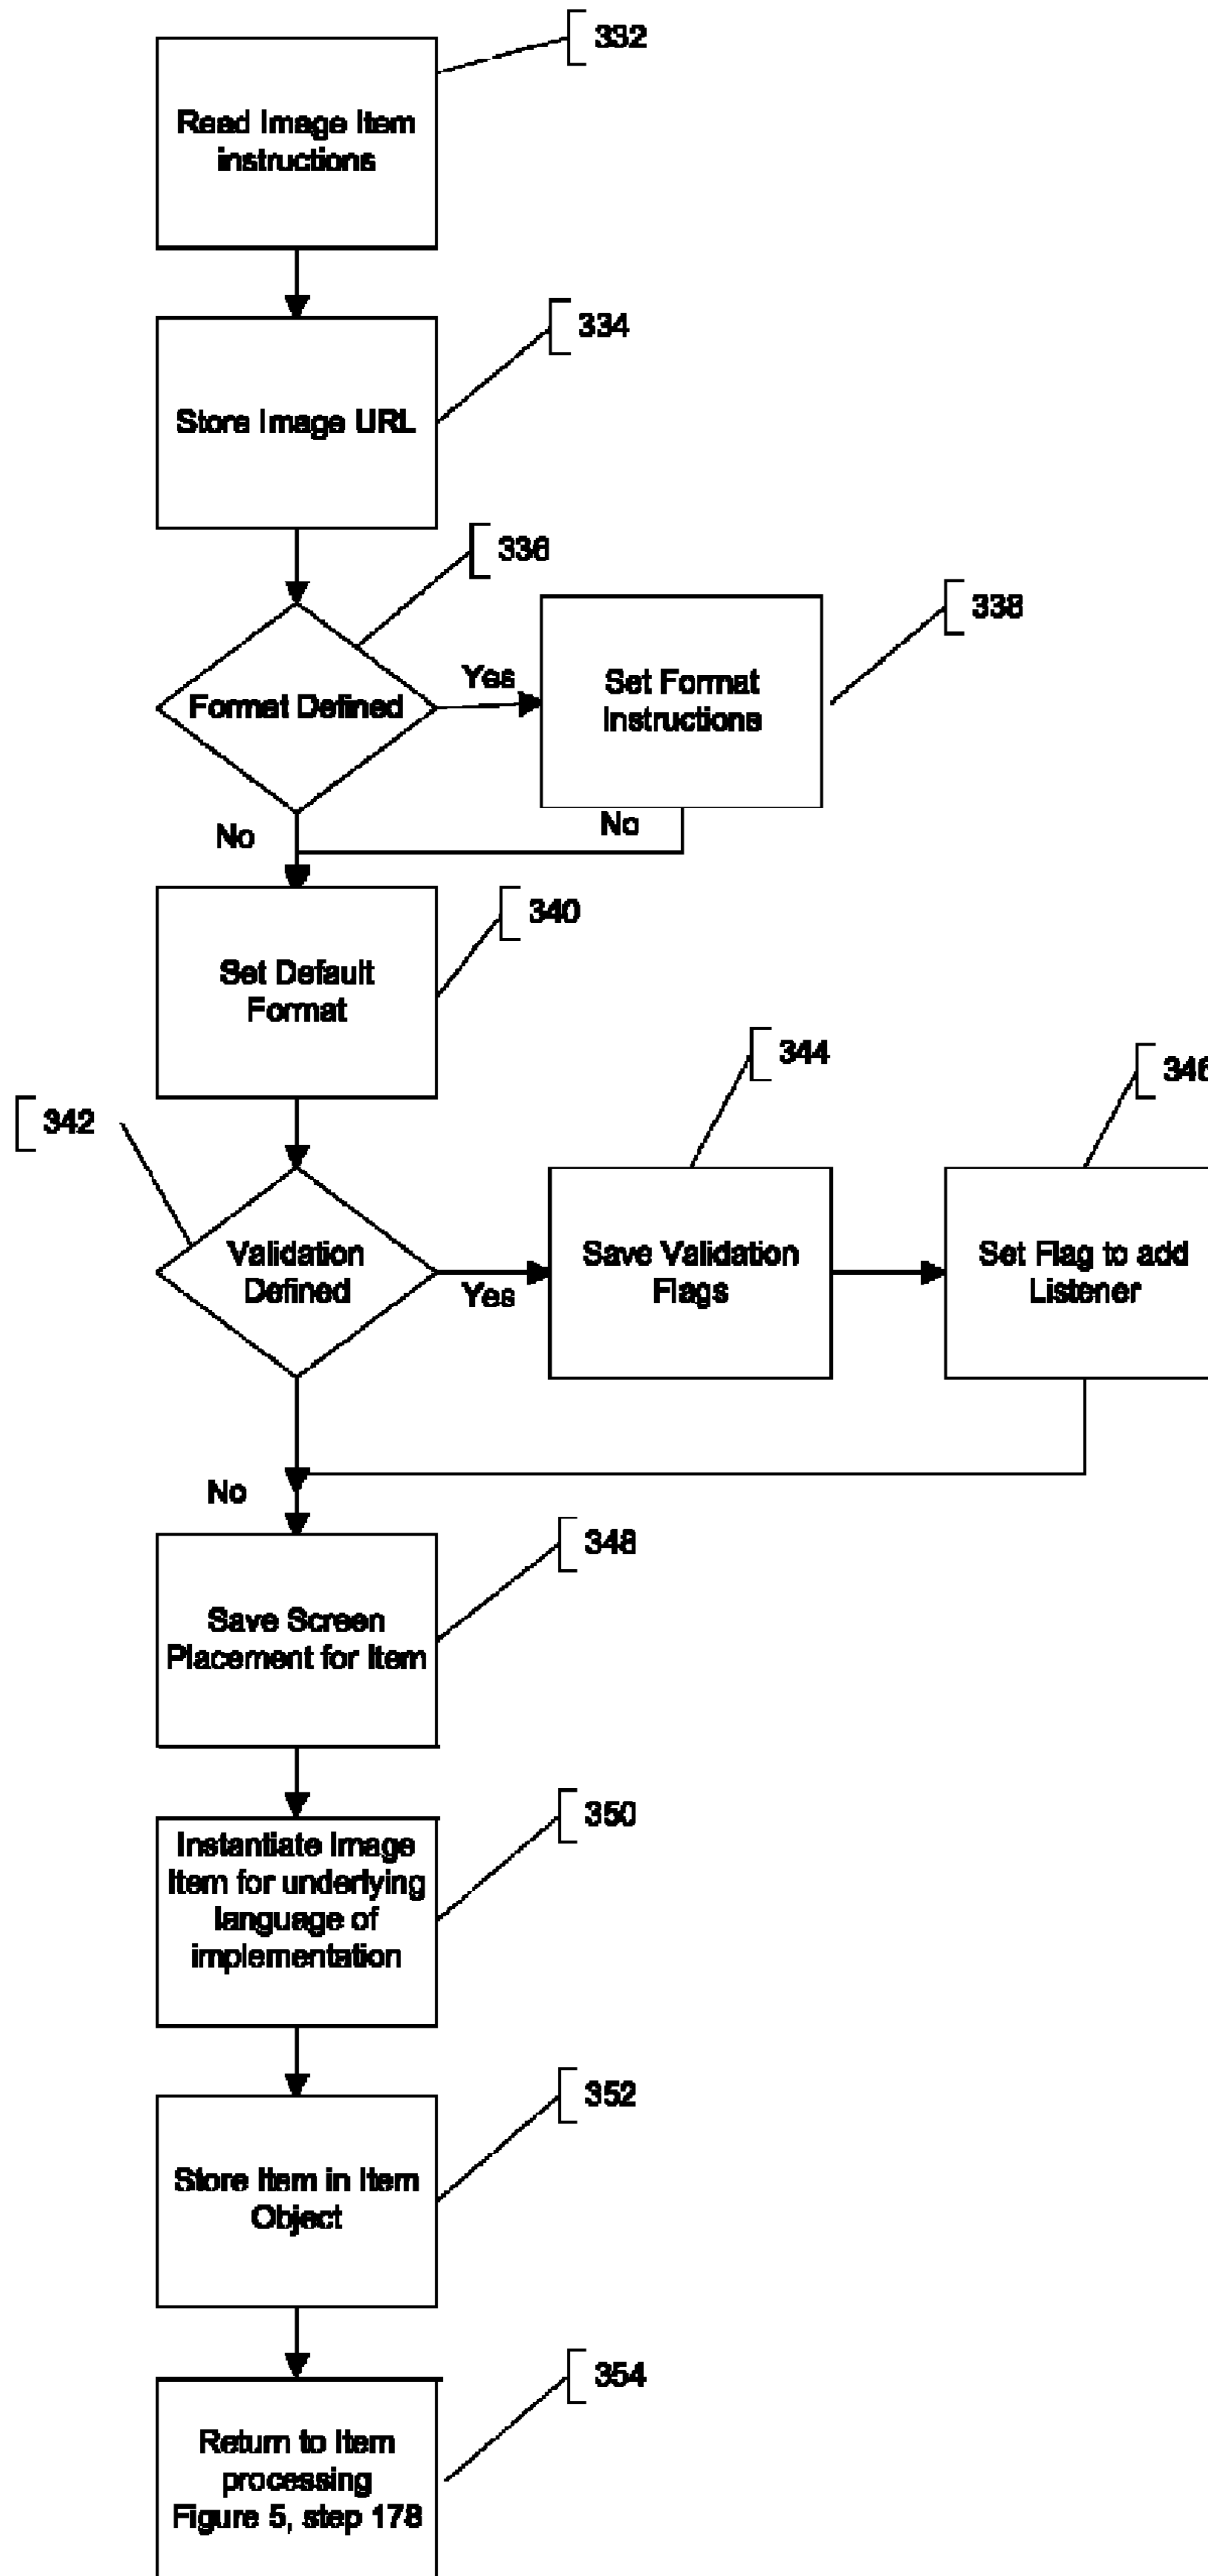 332
Read Image Item
instructions
334
Store Image URL
336
338
Format Defined
Yes
Set Format
Instructions
No
No
340
Set Default
Format
342
344
346
Validation
Defined
Yes
Save Validation
Flags
Set Flag to add
Listener
No
348
Save Screen
Placement for Item
350
Instantiate Image
Item for underlying
language of
implementation
352
Store Item in Item
Object
354
Return to Item
processing
Figure 5, step 178